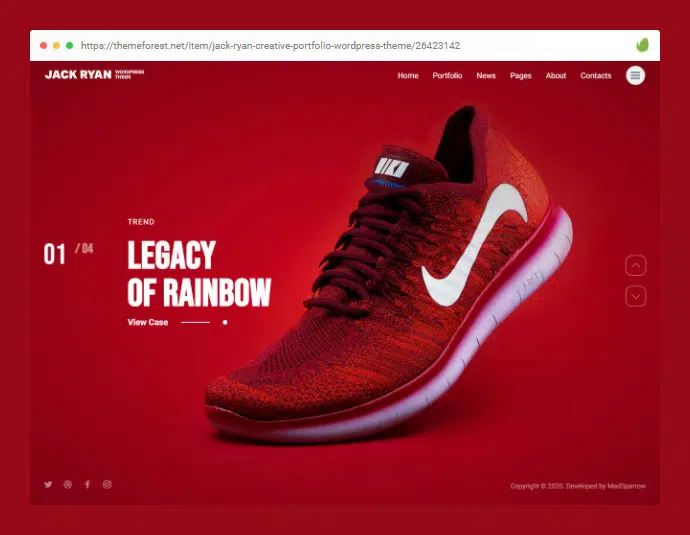 https://themeforest.net/item/jack-ryan-creative-portfolio-wordpress-theme/26423142
JACK RYAN WORDPRESS THEME
Home Portfolio News Pages About Contacts
TREND
01 / 04
LEGACY
OF RAINBOW
View Case
Copyright © 2020. Developed by MadSparrow